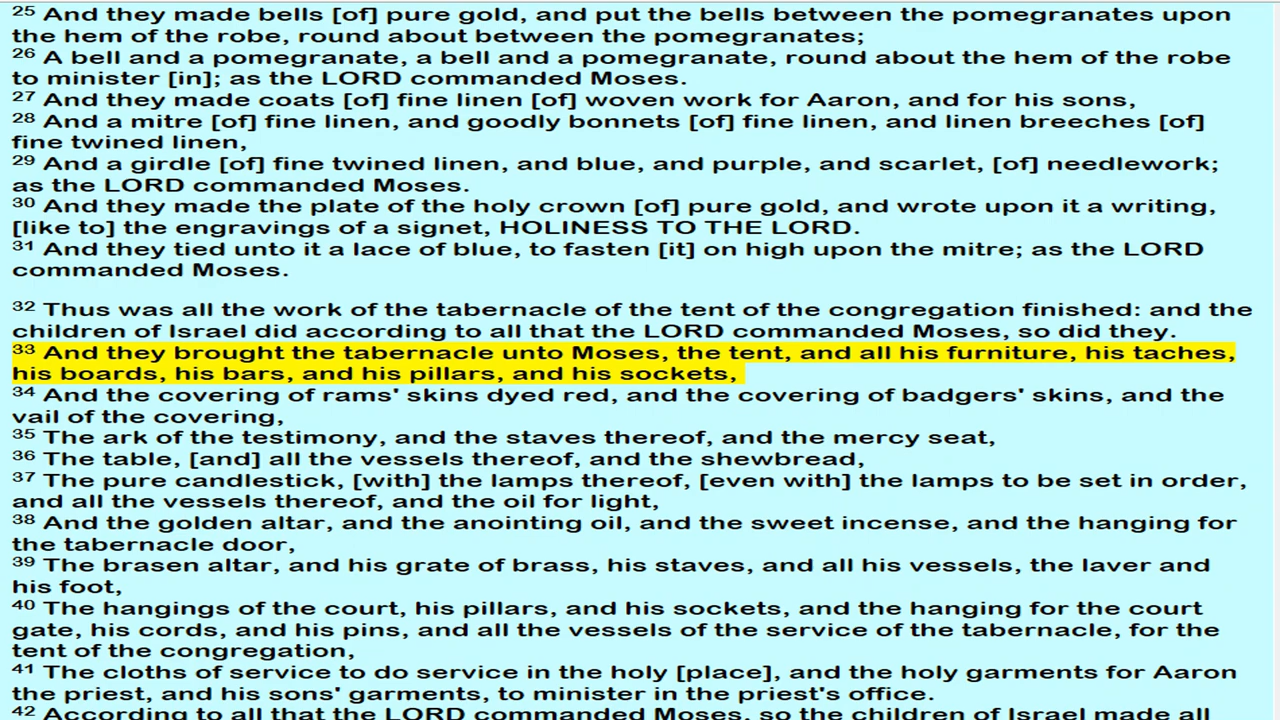 25 And they made bells [of] pure gold, and put the bells between the pomegranates upon
the hem of the robe, round about between the pomegranates;
26 A bell and a pomegranate, a bell and a pomegranate, round about the hem of the robe
to minister [in]; as the LORD commanded Moses.
27 And they made coats [of] fine linen [of] woven work for Aaron, and for his sons,
28 And a mitre [of] fine linen, and goodly bonnets [of] fine linen, and linen breeches [of]
fine twined linen,
29 And a girdle [of] fine twined linen, and blue, and purple, and scarlet, [of] needlework;
as the LORD commanded Moses.
30 And they made the plate of the holy crown [of] pure gold, and wrote upon it a writing,
[like to] the engravings of a signet, HOLINESS TO THE LORD.
31 And they tied unto it a lace of blue, to fasten [it] on high upon the mitre; as the LORD
commanded Moses.
32 Thus was all the work of the tabernacle of the tent of the congregation finished: and the
children of Israel did according to all that the LORD commanded Moses, so did they.
33 And they brought the tabernacle unto Moses, the tent, and all his furniture, his taches,
his boards, his bars, and his pillars, and his sockets,
34 And the covering of rams' skins dyed red, and the covering of badgers' skins, and the
vail of the covering,
35 The ark of the testimony, and the staves thereof, and the mercy seat,
36 The table, [and] all the vessels thereof, and the shewbread,
37 The pure candlestick, [with] the lamps thereof, [even with] the lamps to be set in order,
and all the vessels thereof, and the oil for light,
38 And the golden altar, and the anointing oil, and the sweet incense, and the hanging for
the tabernacle door,
39 The brasen altar, and his grate of brass, his staves, and all his vessels, the laver and
his foot,
40 The hangings of the court, his pillars, and his sockets, and the hanging for the court
gate, his cords, and his pins, and all the vessels of the service of the tabernacle, for the
tent of the congregation,
41 The cloths of service to do service in the holy [place], and the holy garments for Aaron
the priest, and his sons' garments, to minister in the priest's office.
42 According to all that the LORD commanded Moses, so the children of Israel made all